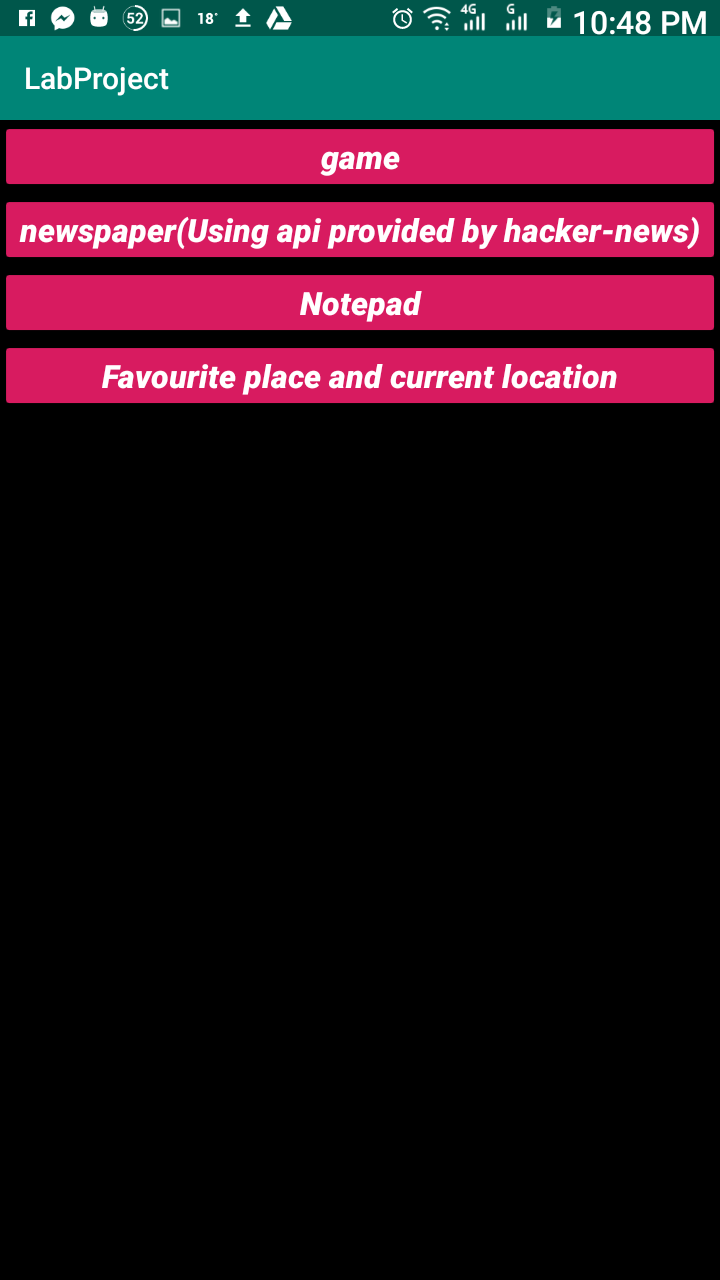 52 18° 4G G 10:48 PM
LabProject
game
newspaper(Using api provided by hacker-news)
Notepad
Favourite place and current location